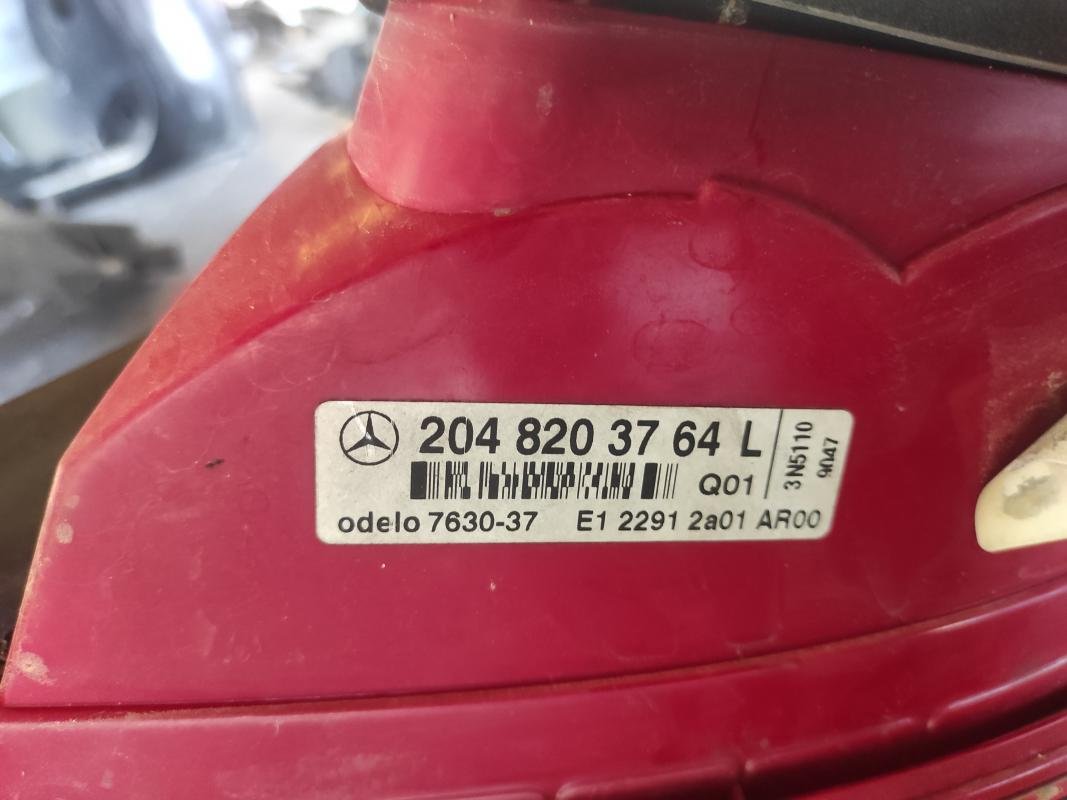 204 820 37 64 L
Q01
odelo 7630-37 E1 2291 2a01 AR00
3N5110
9047